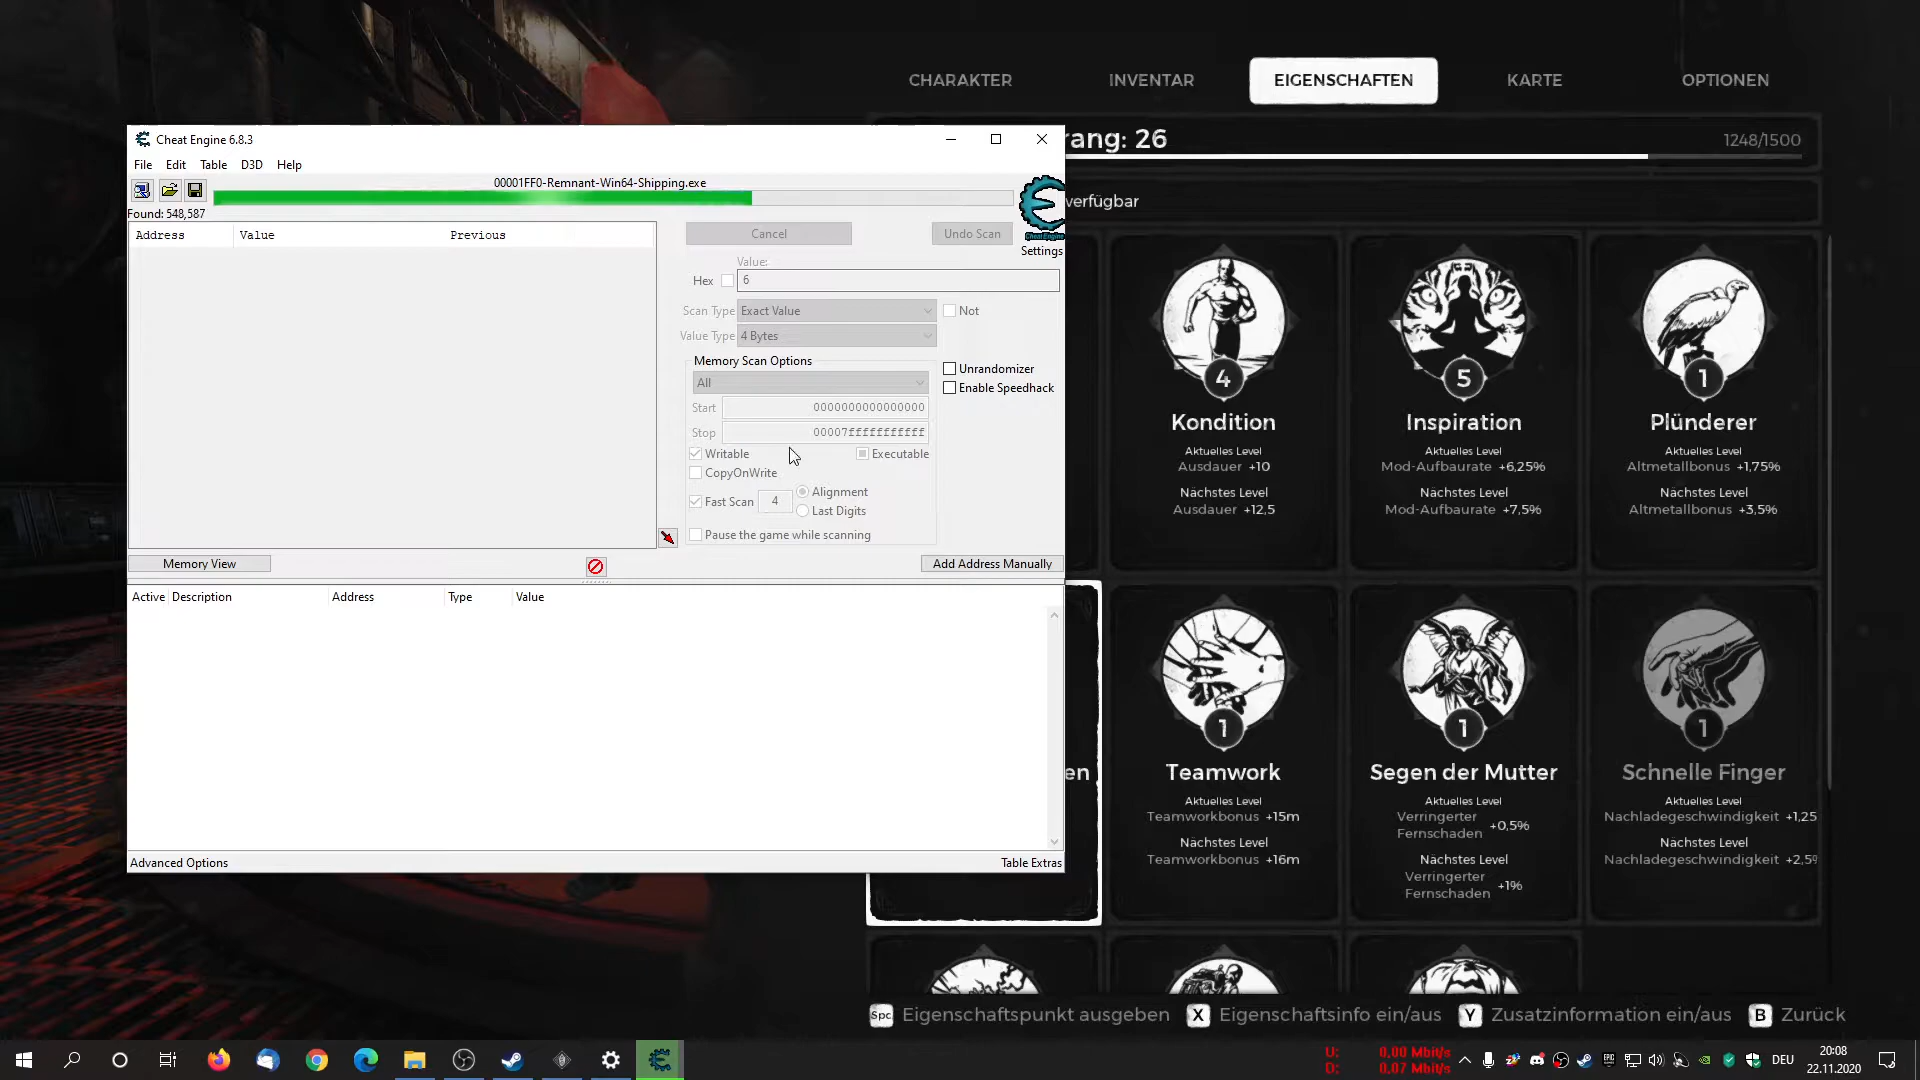 CHARAKTER
INVENTAR
EIGENSCHAFTEN
KARTE
OPTIONEN
rang: 26
1248/1500
verfügbar
Cheat Engine 6.8.3
File Edit Table D3D Help
00001FF0-Remnant-Win64-Shipping.exe
Found: 548,587
Address Value Previous
Cancel
Undo Scan
Cheat Engine
Settings
Value:
Hex 6
Scan Type Exact Value
Not
Value Type 4 Bytes
Memory Scan Options
All
Unrandomizer
Enable Speedhack
Start 0000000000000000
Stop 00007fffffffffff
Writable
Executable
CopyOnWrite
Fast Scan 4
Alignment
Last Digits
Pause the game while scanning
Memory View
Add Address Manually
Active Description Address Type Value
Advanced Options
Table Extras
4
Kondition
Aktuelles Level
Ausdauer +10
Nächstes Level
Ausdauer +12,5
5
Inspiration
Aktuelles Level
Mod-Aufbaurate +6,25%
Nächstes Level
Mod-Aufbaurate +7,5%
1
Plünderer
Aktuelles Level
Altmetallbonus +1,75%
Nächstes Level
Altmetallbonus +3,5%
en
1
Teamwork
Aktuelles Level
Teamworkbonus +15m
Nächstes Level
Teamworkbonus +16m
1
Segen der Mutter
Aktuelles Level
Verringerter
Fernschaden +0,5%
Nächstes Level
Verringerter
Fernschaden +1%
1
Schnelle Finger
Aktuelles Level
Nachladegeschwindigkeit +1,25
Nächstes Level
Nachladegeschwindigkeit +2,5%
Spc. Eigenschaftspunkt ausgeben
X Eigenschaftsinfo ein/aus
Y Zusatzinformation ein/aus
B Zurück
U: 0,00 Mbit/s
D: 0,07 Mbit/s
DEU
20:08
22.11.2020